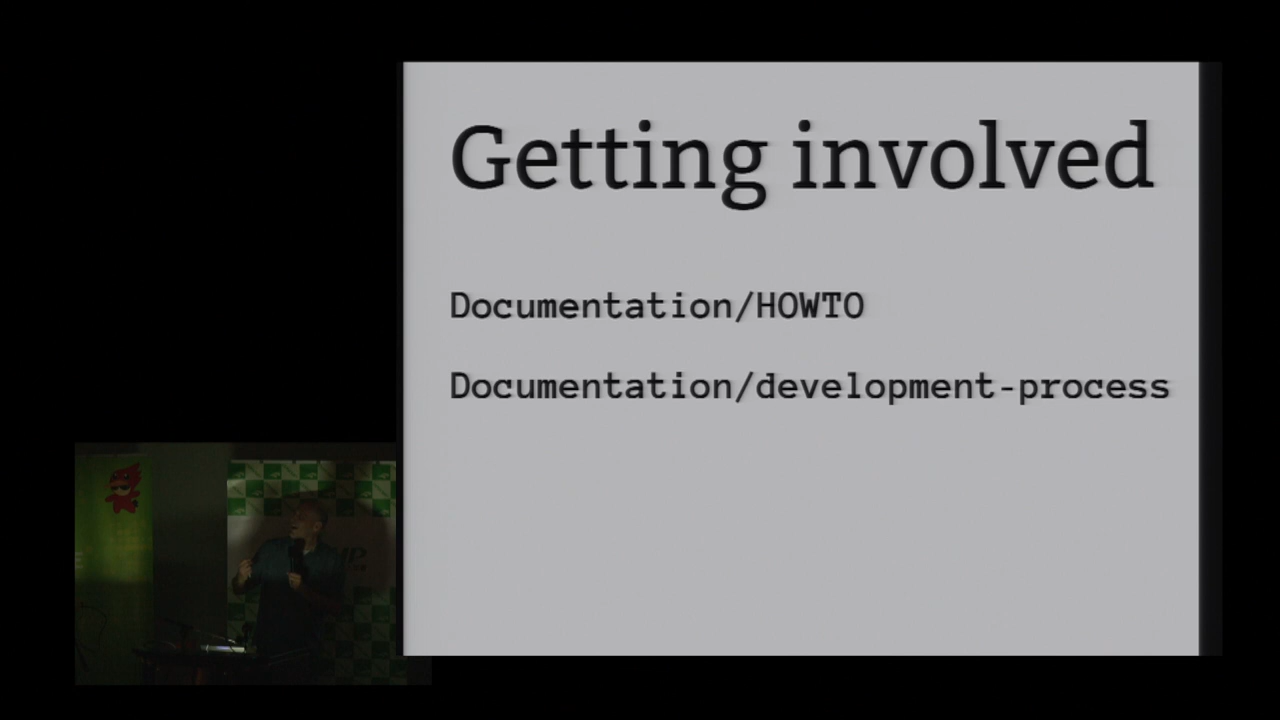 Getting involved
Documentation/HOWTO
Documentation/development-process